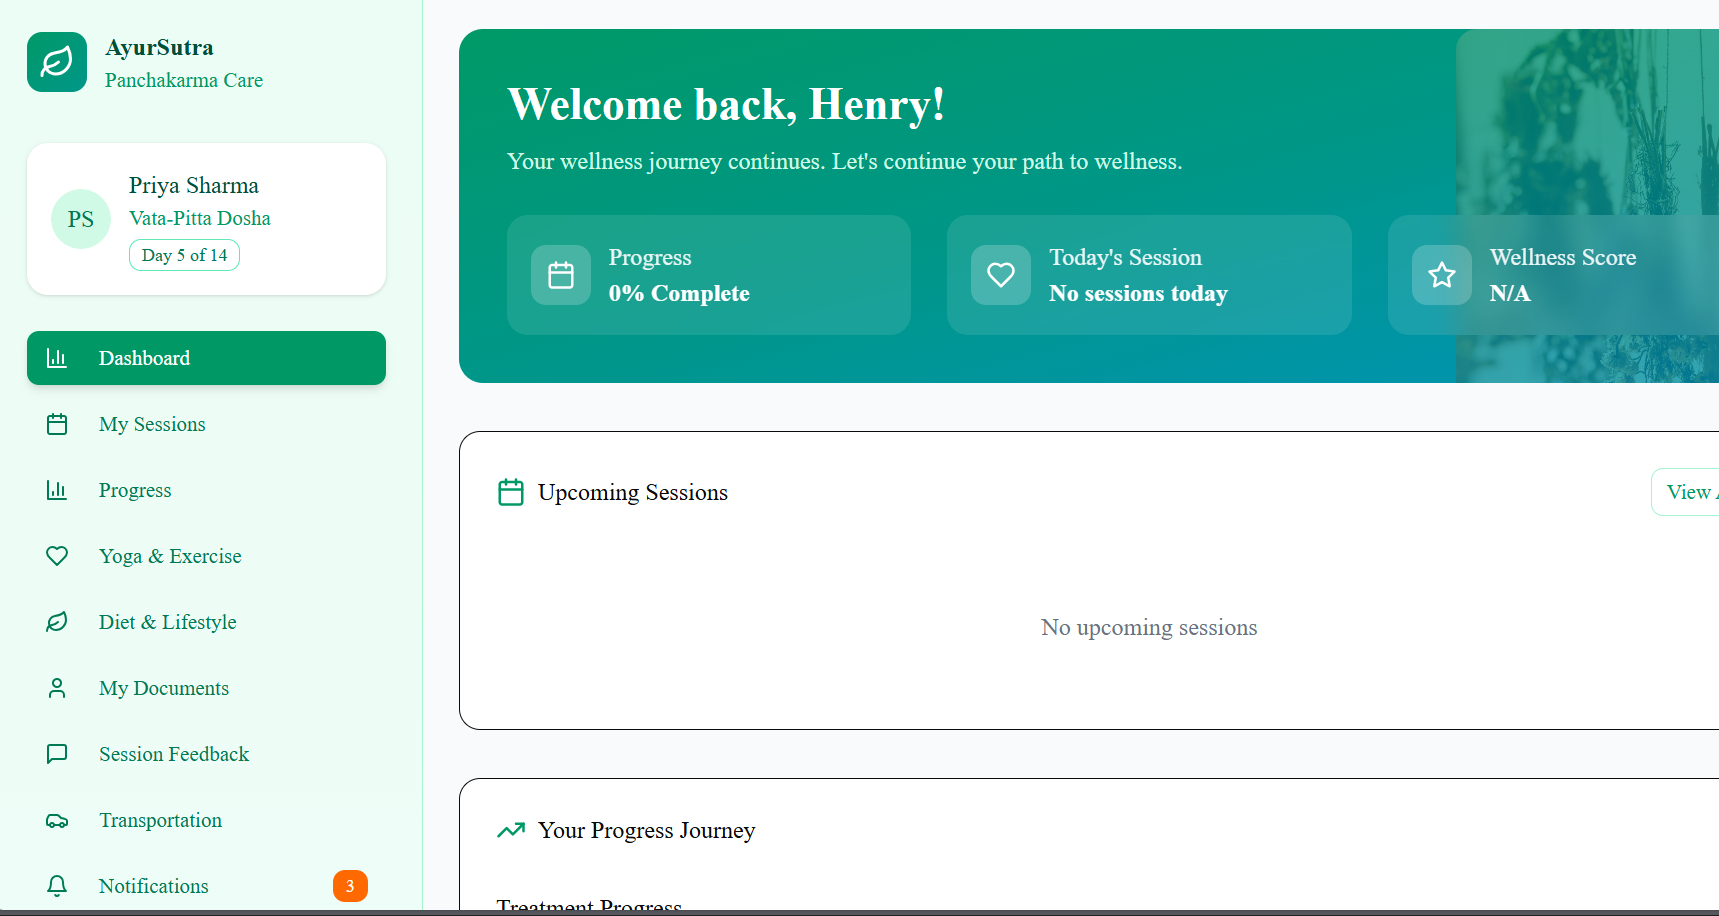 AyurSutra
Panchakarma Care
PS
Priya Sharma
Vata-Pitta Dosha
Day 5 of 14
Dashboard
My Sessions
Progress
Yoga & Exercise
Diet & Lifestyle
My Documents
Session Feedback
Transportation
Notifications
3
Welcome back, Henry!
Your wellness journey continues. Let's continue your path to wellness.
Progress
0% Complete
Today's Session
No sessions today
Wellness Score
N/A
Upcoming Sessions
View
No upcoming sessions
Your Progress Journey
Treatment Progress